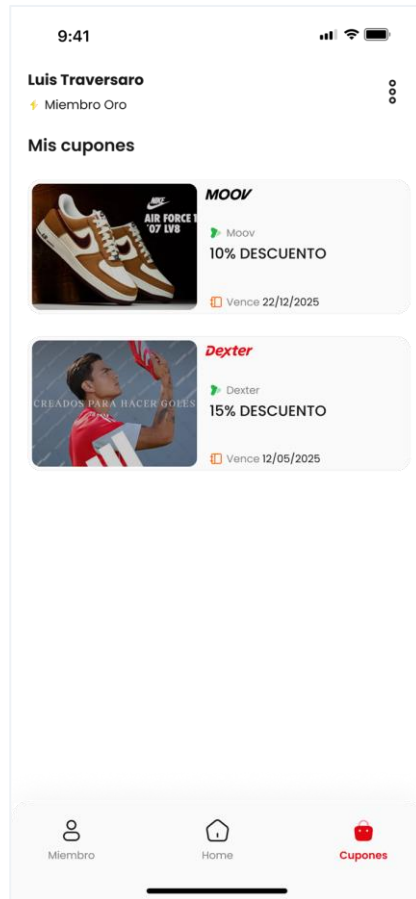 9:41
Luis Traversaro
Miembro Oro
Mis cupones
NIKE
AIR FORCE 1
'07 LV8
MOOV
Moov
10% DESCUENTO
Vence 22/12/2025
CREADOS PARA HACER GOLES
Dexter
Dexter
15% DESCUENTO
Vence 12/05/2025
Miembro
Home
Cupones